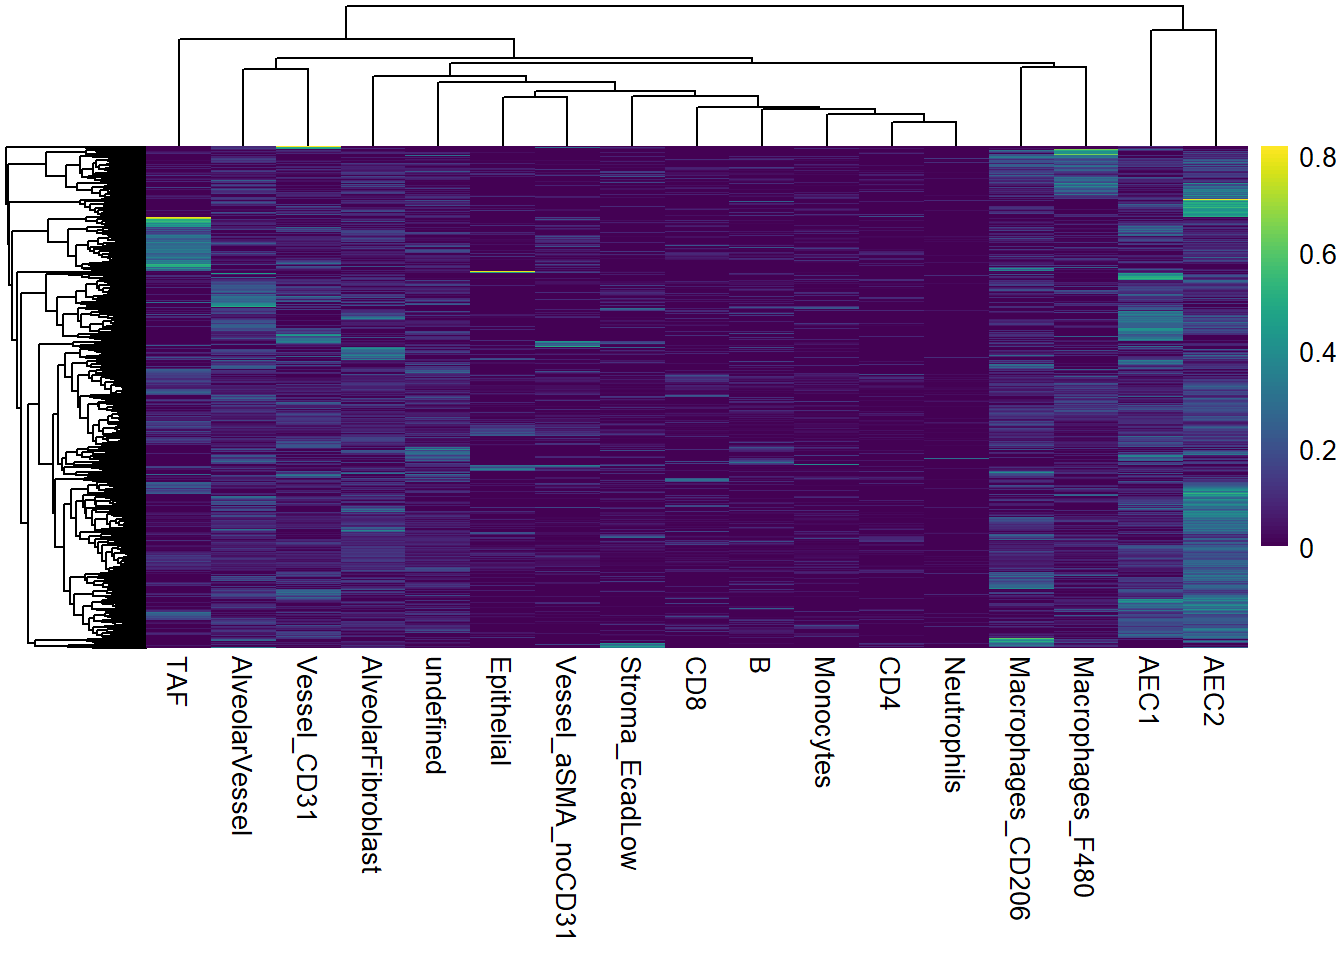 0.8
0.6
0.4
0.2
0
TAF
AlveolarVessel
Vessel_CD31
AlveolarFibroblast
undefined
Epithelial
Vessel_aSMA_noCD31
Stroma_EcadLow
CD8
B
Monocytes
CD4
Neutrophils
Macrophages_CD206
Macrophages_F480
AEC1
AEC2